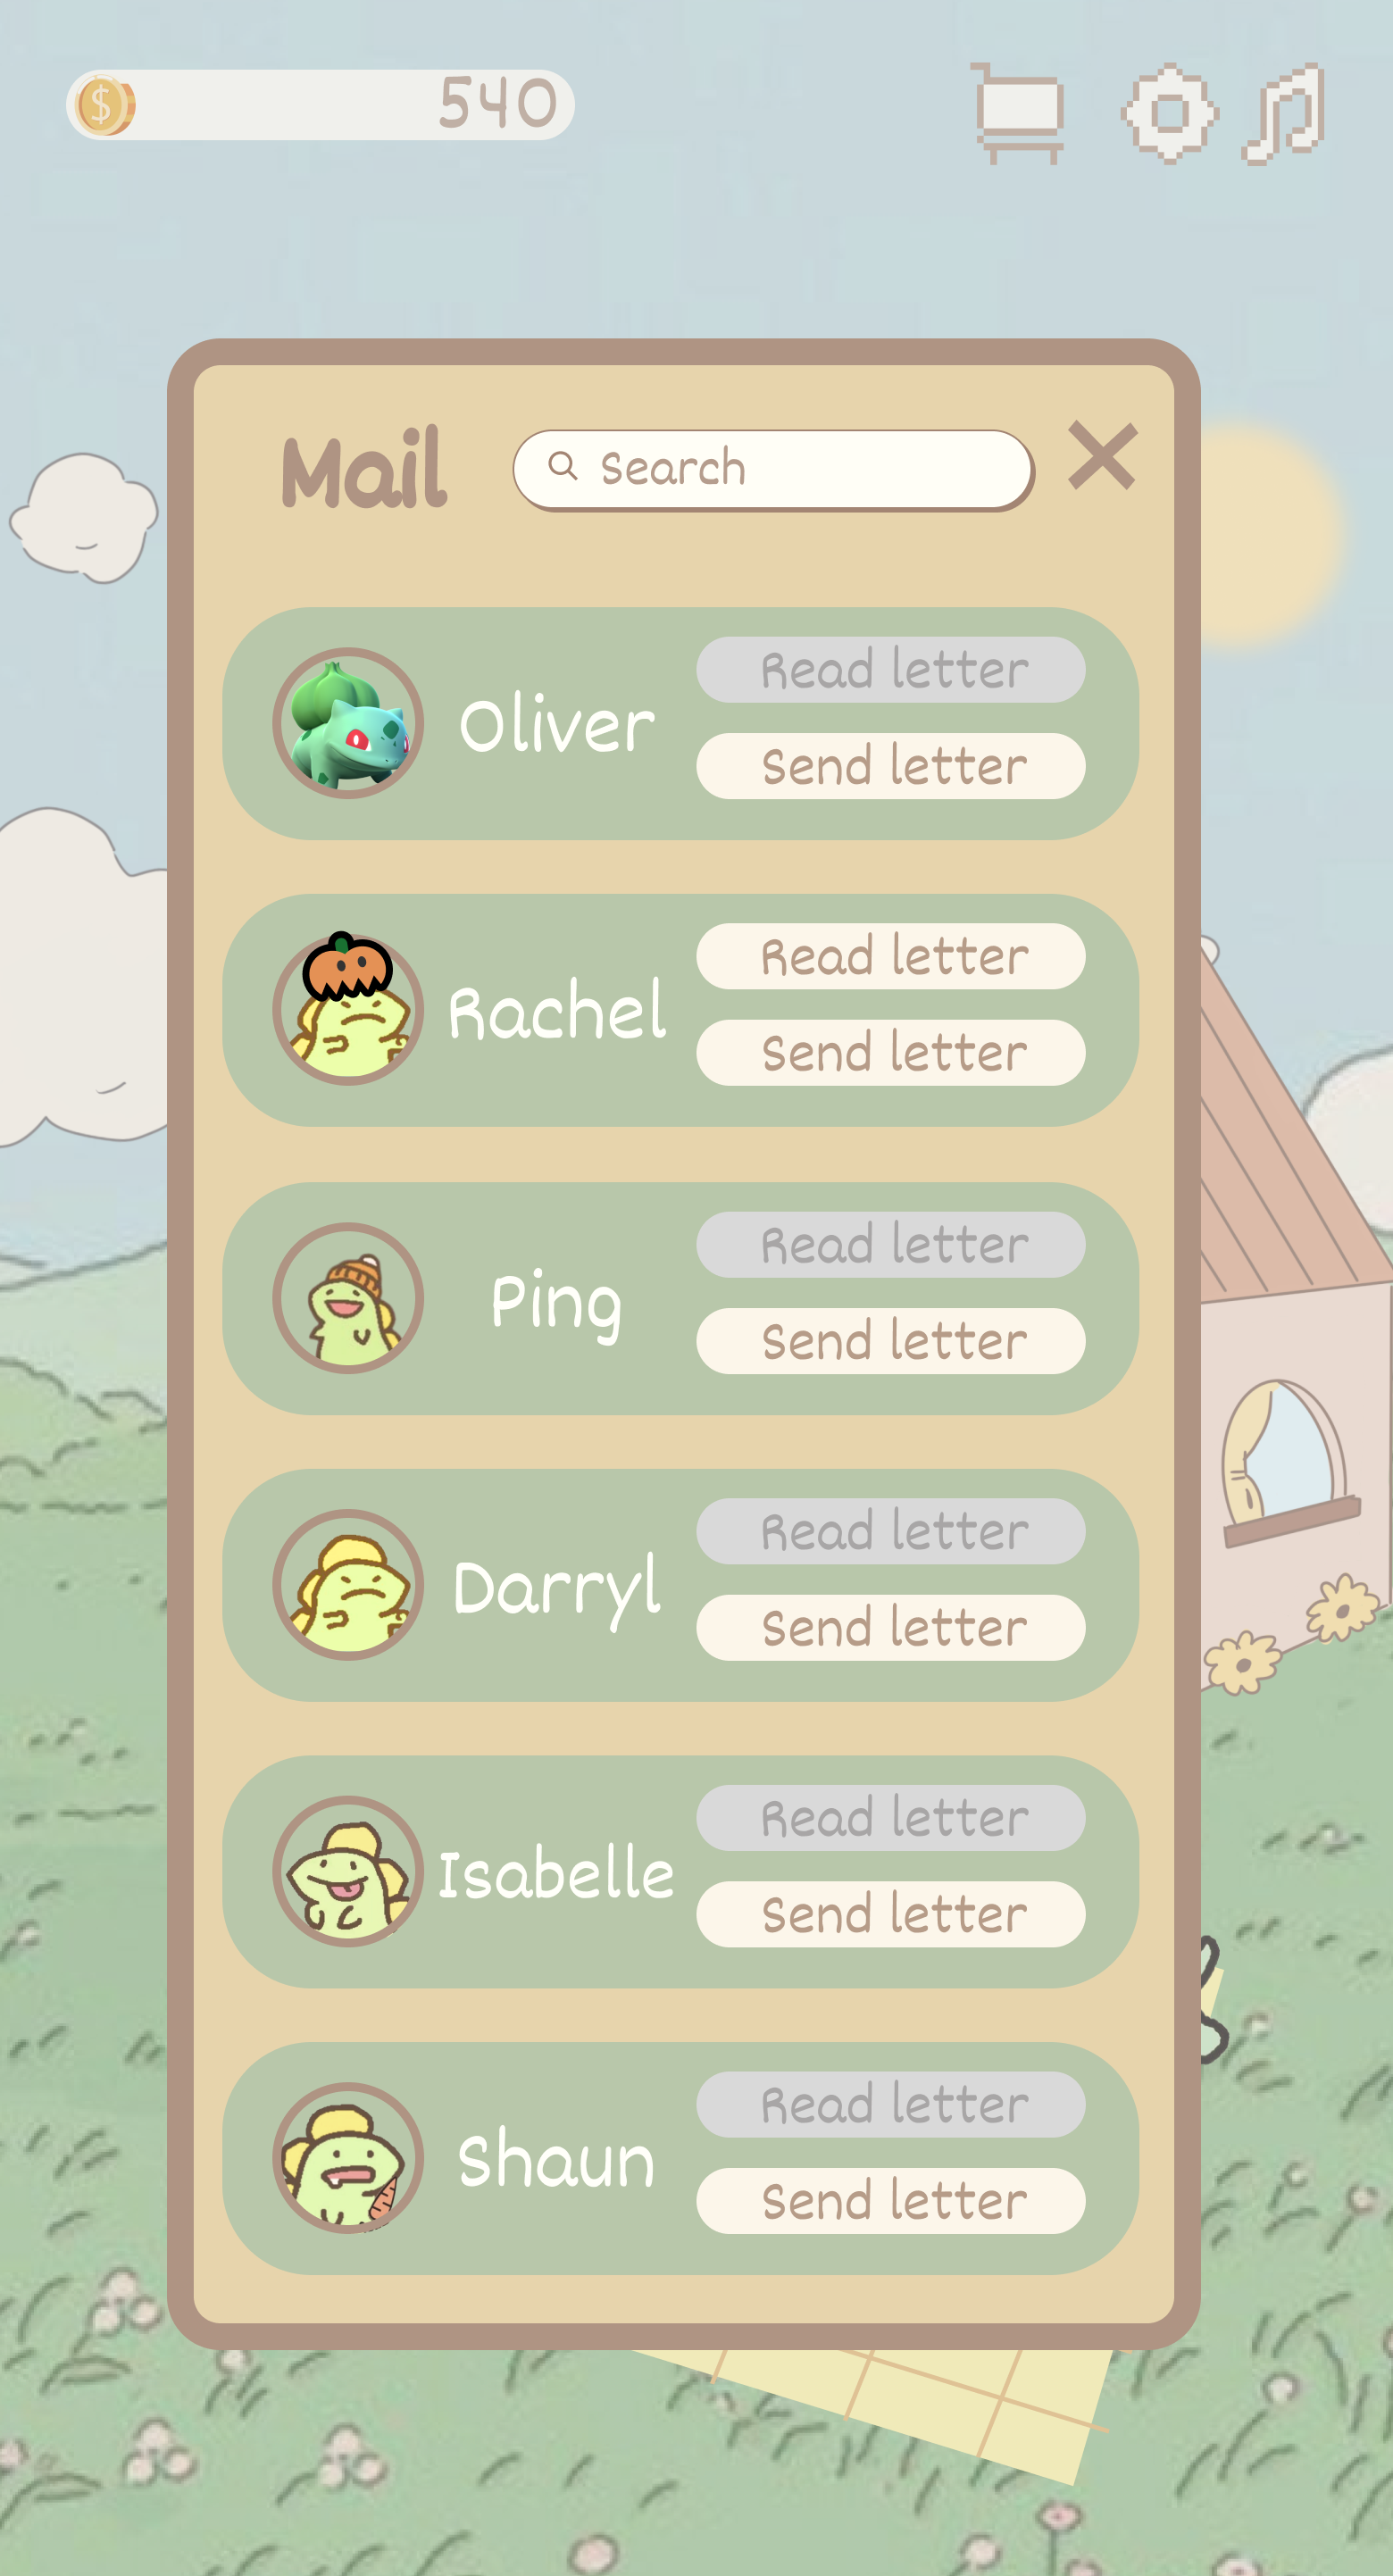 $ 540
Mail Search
Read letter
Oliver
Send letter
Read letter
Rachel
Send letter
Read letter
Ping
Send letter
Read letter
Darryl
Send letter
Read letter
Isabelle
Send letter
Read letter
Shaun
Send letter